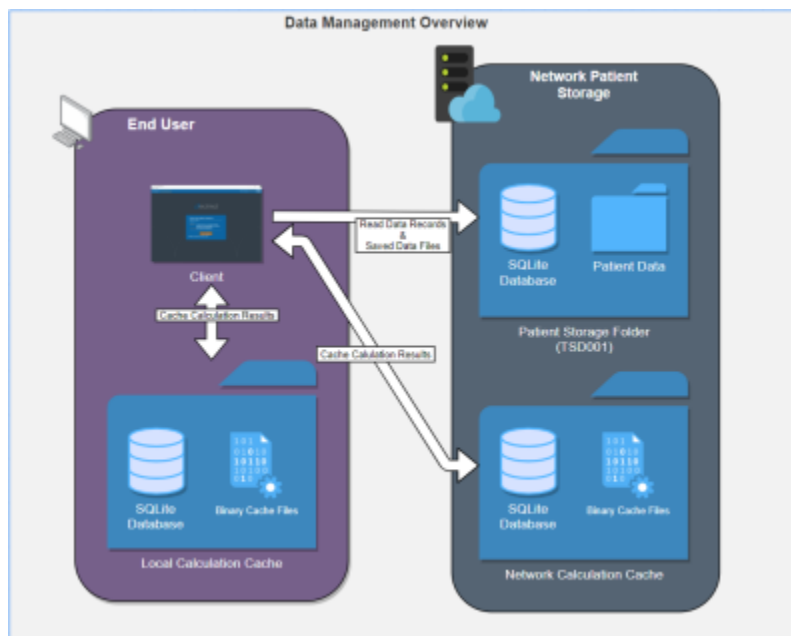 Data Management Overview
End User
Network Patient
Storage
Client
Read Data Records
&
Saved Data Files
SQLite
Database
Patient Data
Patient Storage Folder
(TSD001)
Cache Calculation Results
Cache Calulation Results
SQLite
Database
Binary Cache Files
Local Calculation Cache
SQLite
Database
Binary Cache Files
Network Calculation Cache